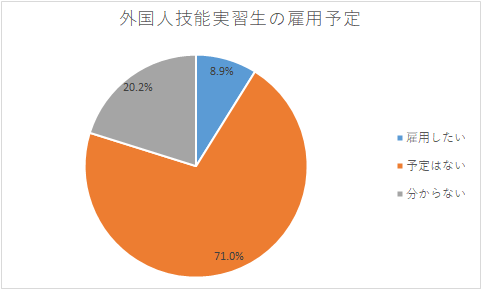 外国人技能実習生の雇用予定
8.9%
20.2%
71.0%
雇用したい
予定はない
分からない